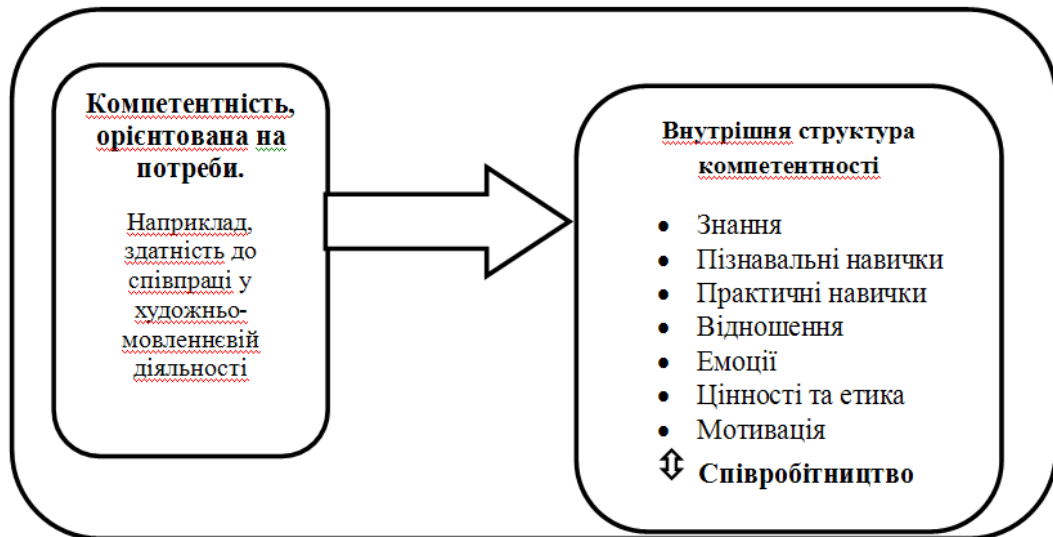 Компетентність,
орієнтована на
потреби.
Наприклад,
здатність до
співпраці у
художньо-
мовленнєвій
діяльності
Внутрішня структура
компетентності
• Знання
• Пізнавальні навички
• Практичні навички
• Відношення
• Емоції
• Цінності та етика
• Мотивація
⇕ Співробітництво